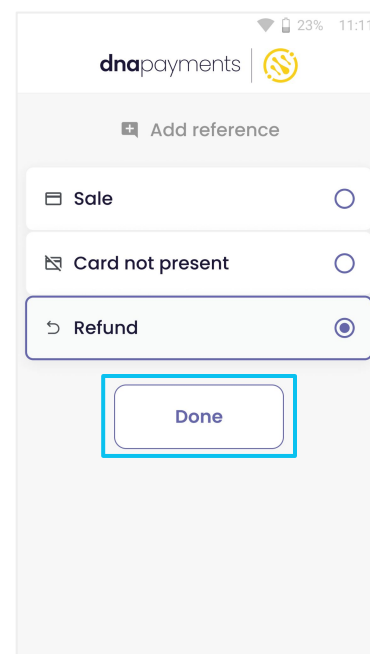 23% 11:11
dnapayments
Add reference
Sale
Card not present
Refund
Done